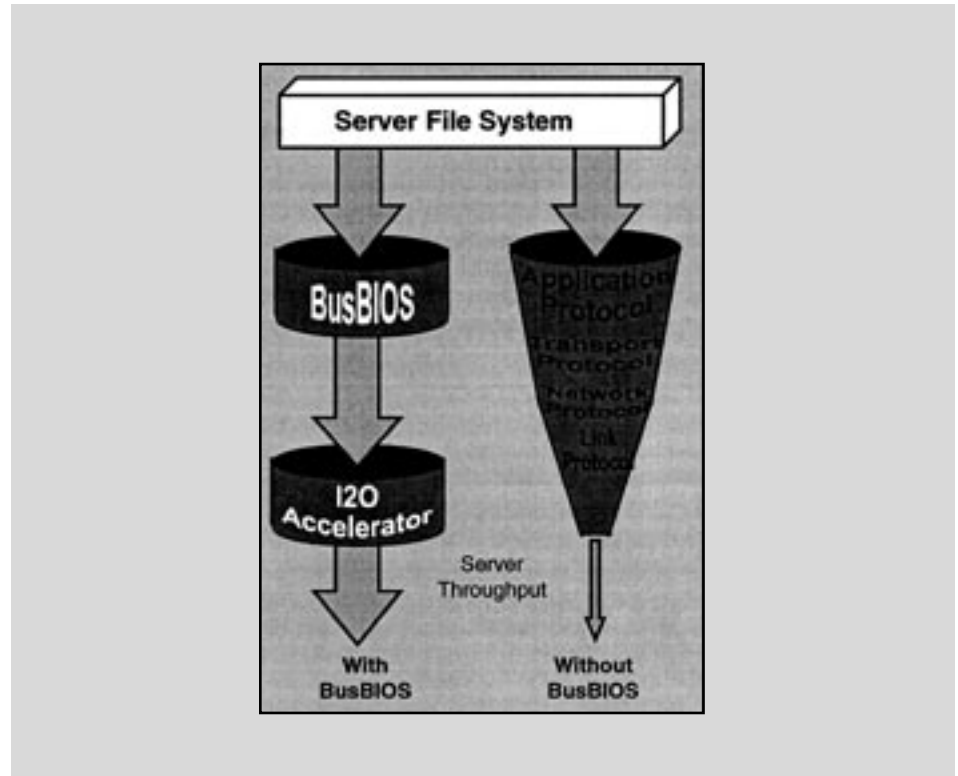 Server File System
BusBIOS
I2O
Accelerator
Application
Protocol
Transport
Protocol
Network
Protocol
Link
Protocol
Server
Throughput
With
BusBIOS
Without
BusBIOS